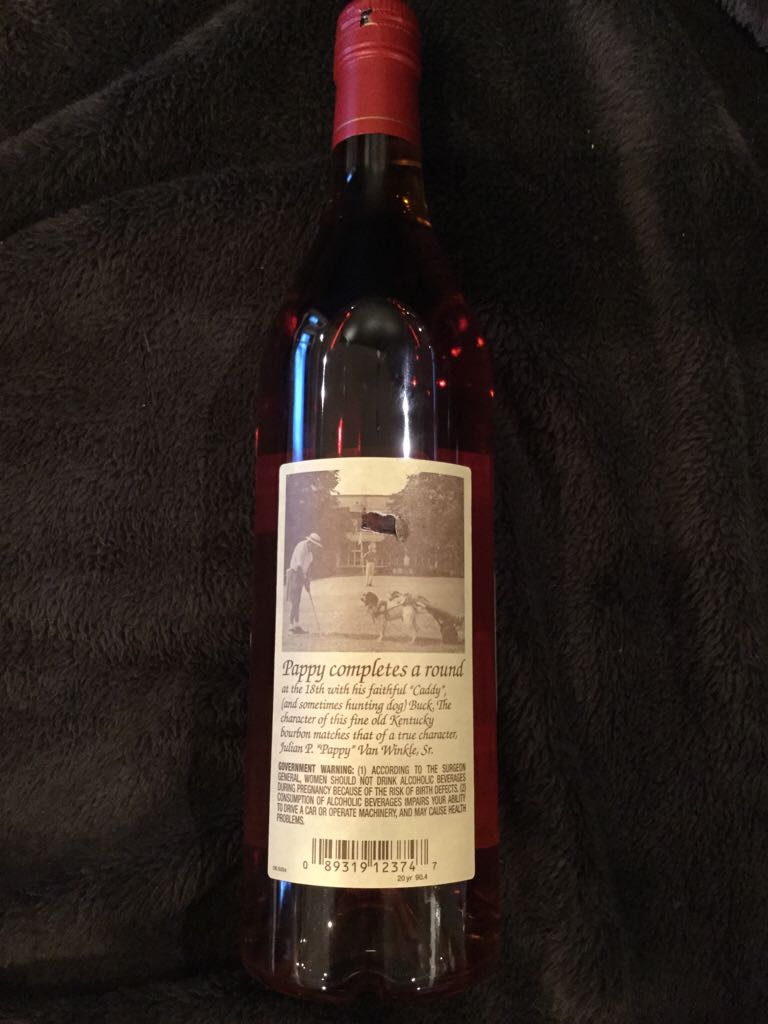 Pappy completes a round
at the 18th with his faithful "Caddy",
(and sometimes hunting dog) Buck. The
character of this fine old Kentucky
bourbon matches that of a true character,
Julian P. "Pappy" Van Winkle, Sr.
GOVERNMENT WARNING: (1) ACCORDING TO THE SURGEON
GENERAL, WOMEN SHOULD NOT DRINK ALCOHOLIC BEVERAGES
DURING PREGNANCY BECAUSE OF THE RISK OF BIRTH DEFECTS. (2)
CONSUMPTION OF ALCOHOLIC BEVERAGES IMPAIRS YOUR ABILITY
TO DRIVE A CAR OR OPERATE MACHINERY, AND MAY CAUSE HEALTH
PROBLEMS.
0 89319 12374 7
20 yr 90.4